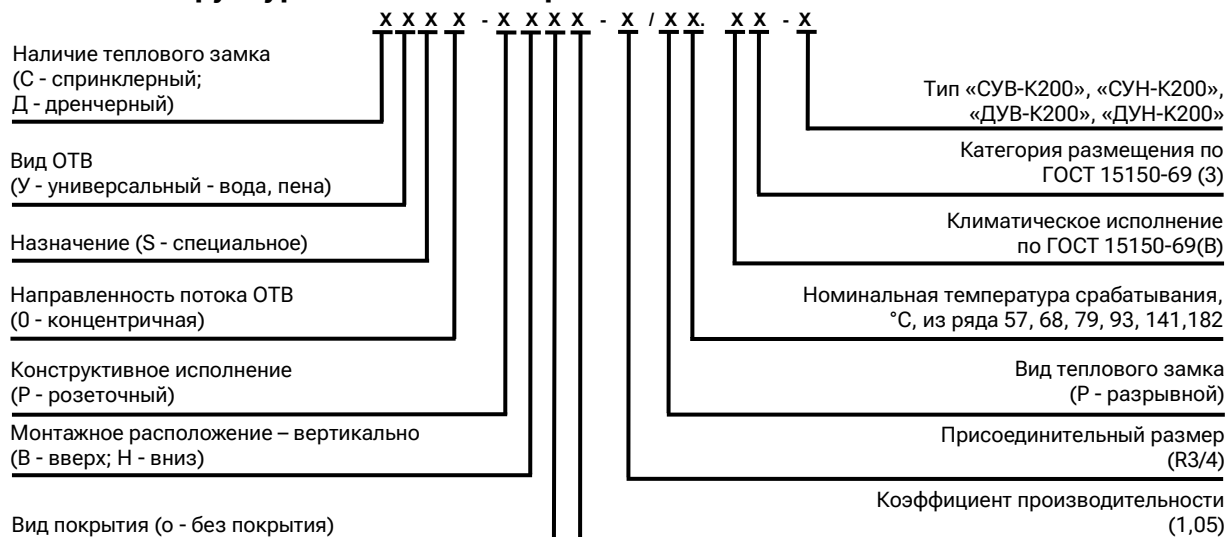 X X X X - X X X X - X / X X. X X - X
Наличие теплового замка
(С - спринклерный;
Д - дренчерный)
Вид ОТВ
(У - универсальный - вода, пена)
Назначение (S - специальное)
Направленность потока ОТВ
(0 - концентричная)
Конструктивное исполнение
(Р - розеточный)
Монтажное расположение – вертикально
(В - вверх; Н - вниз)
Вид покрытия (о - без покрытия)
Тип «СУВ-К200», «СУН-К200»,
«ДУВ-К200», «ДУН-К200»
Категория размещения по
ГОСТ 15150-69 (3)
Климатическое исполнение
по ГОСТ 15150-69(В)
Номинальная температура срабатывания,
°С, из ряда 57, 68, 79, 93, 141,182
Вид теплового замка
(Р - разрывной)
Присоединительный размер
(R3/4)
Коэффициент производительности
(1,05)